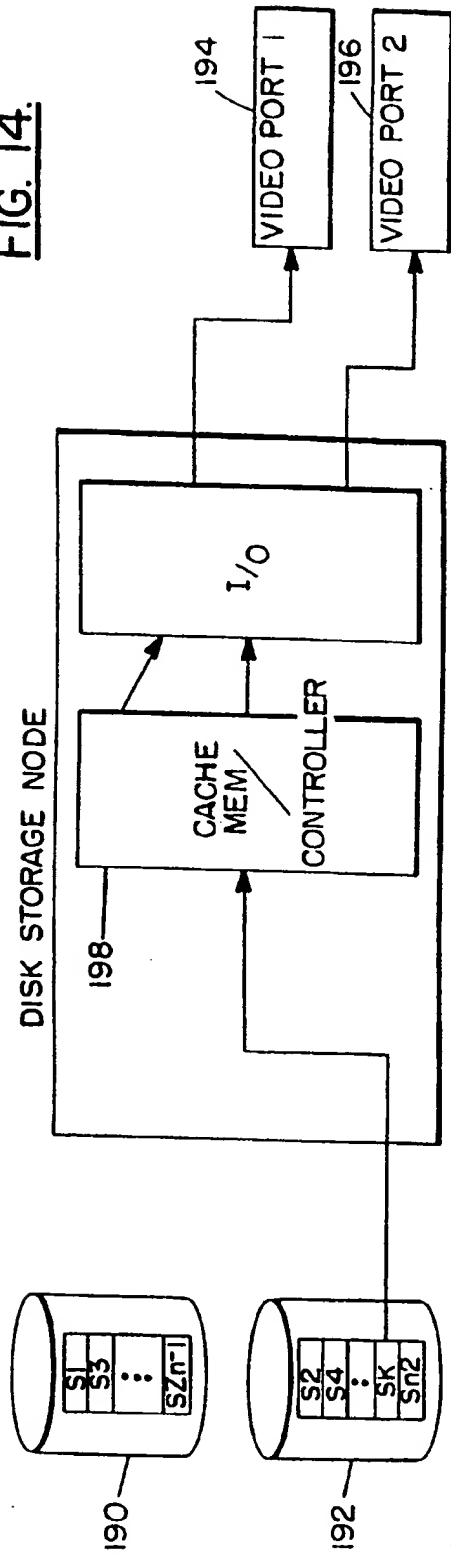 FIG. 14.
DISK STORAGE NODE
S1
S3
SZn-1
190
S2
S4
SK
Sn2
192
198
CACHE
MEM
CONTROLLER
I/O
VIDEO PORT 1
194
VIDEO PORT 2
196